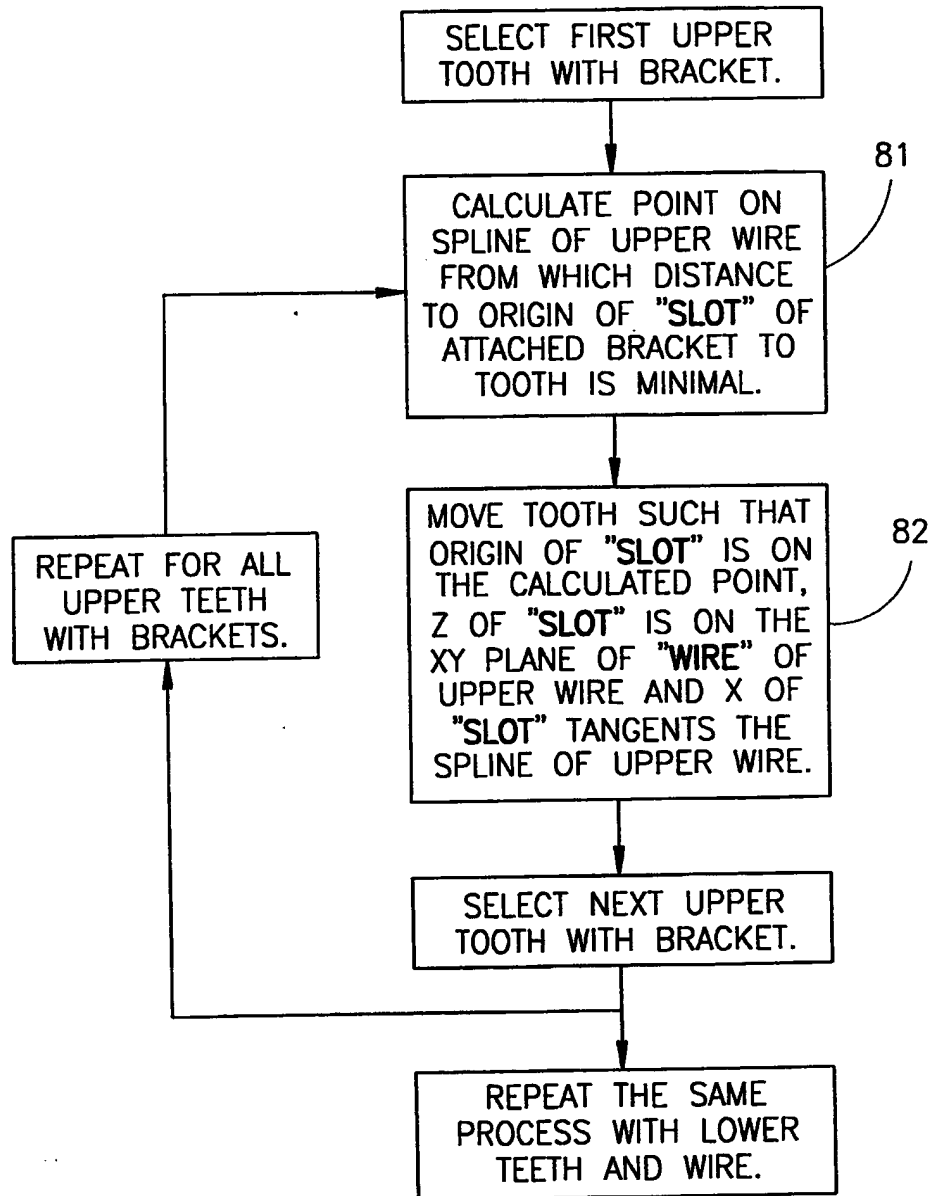 SELECT FIRST UPPER
TOOTH WITH BRACKET.
81
CALCULATE POINT ON
SPLINE OF UPPER WIRE
FROM WHICH DISTANCE
TO ORIGIN OF "SLOT" OF
ATTACHED BRACKET TO
TOOTH IS MINIMAL.
82
MOVE TOOTH SUCH THAT
ORIGIN OF "SLOT" IS ON
THE CALCULATED POINT,
Z OF "SLOT" IS ON THE
XY PLANE OF "WIRE" OF
UPPER WIRE AND X OF
"SLOT" TANGENTS THE
SPLINE OF UPPER WIRE.
REPEAT FOR ALL
UPPER TEETH
WITH BRACKETS.
SELECT NEXT UPPER
TOOTH WITH BRACKET.
REPEAT THE SAME
PROCESS WITH LOWER
TEETH AND WIRE.